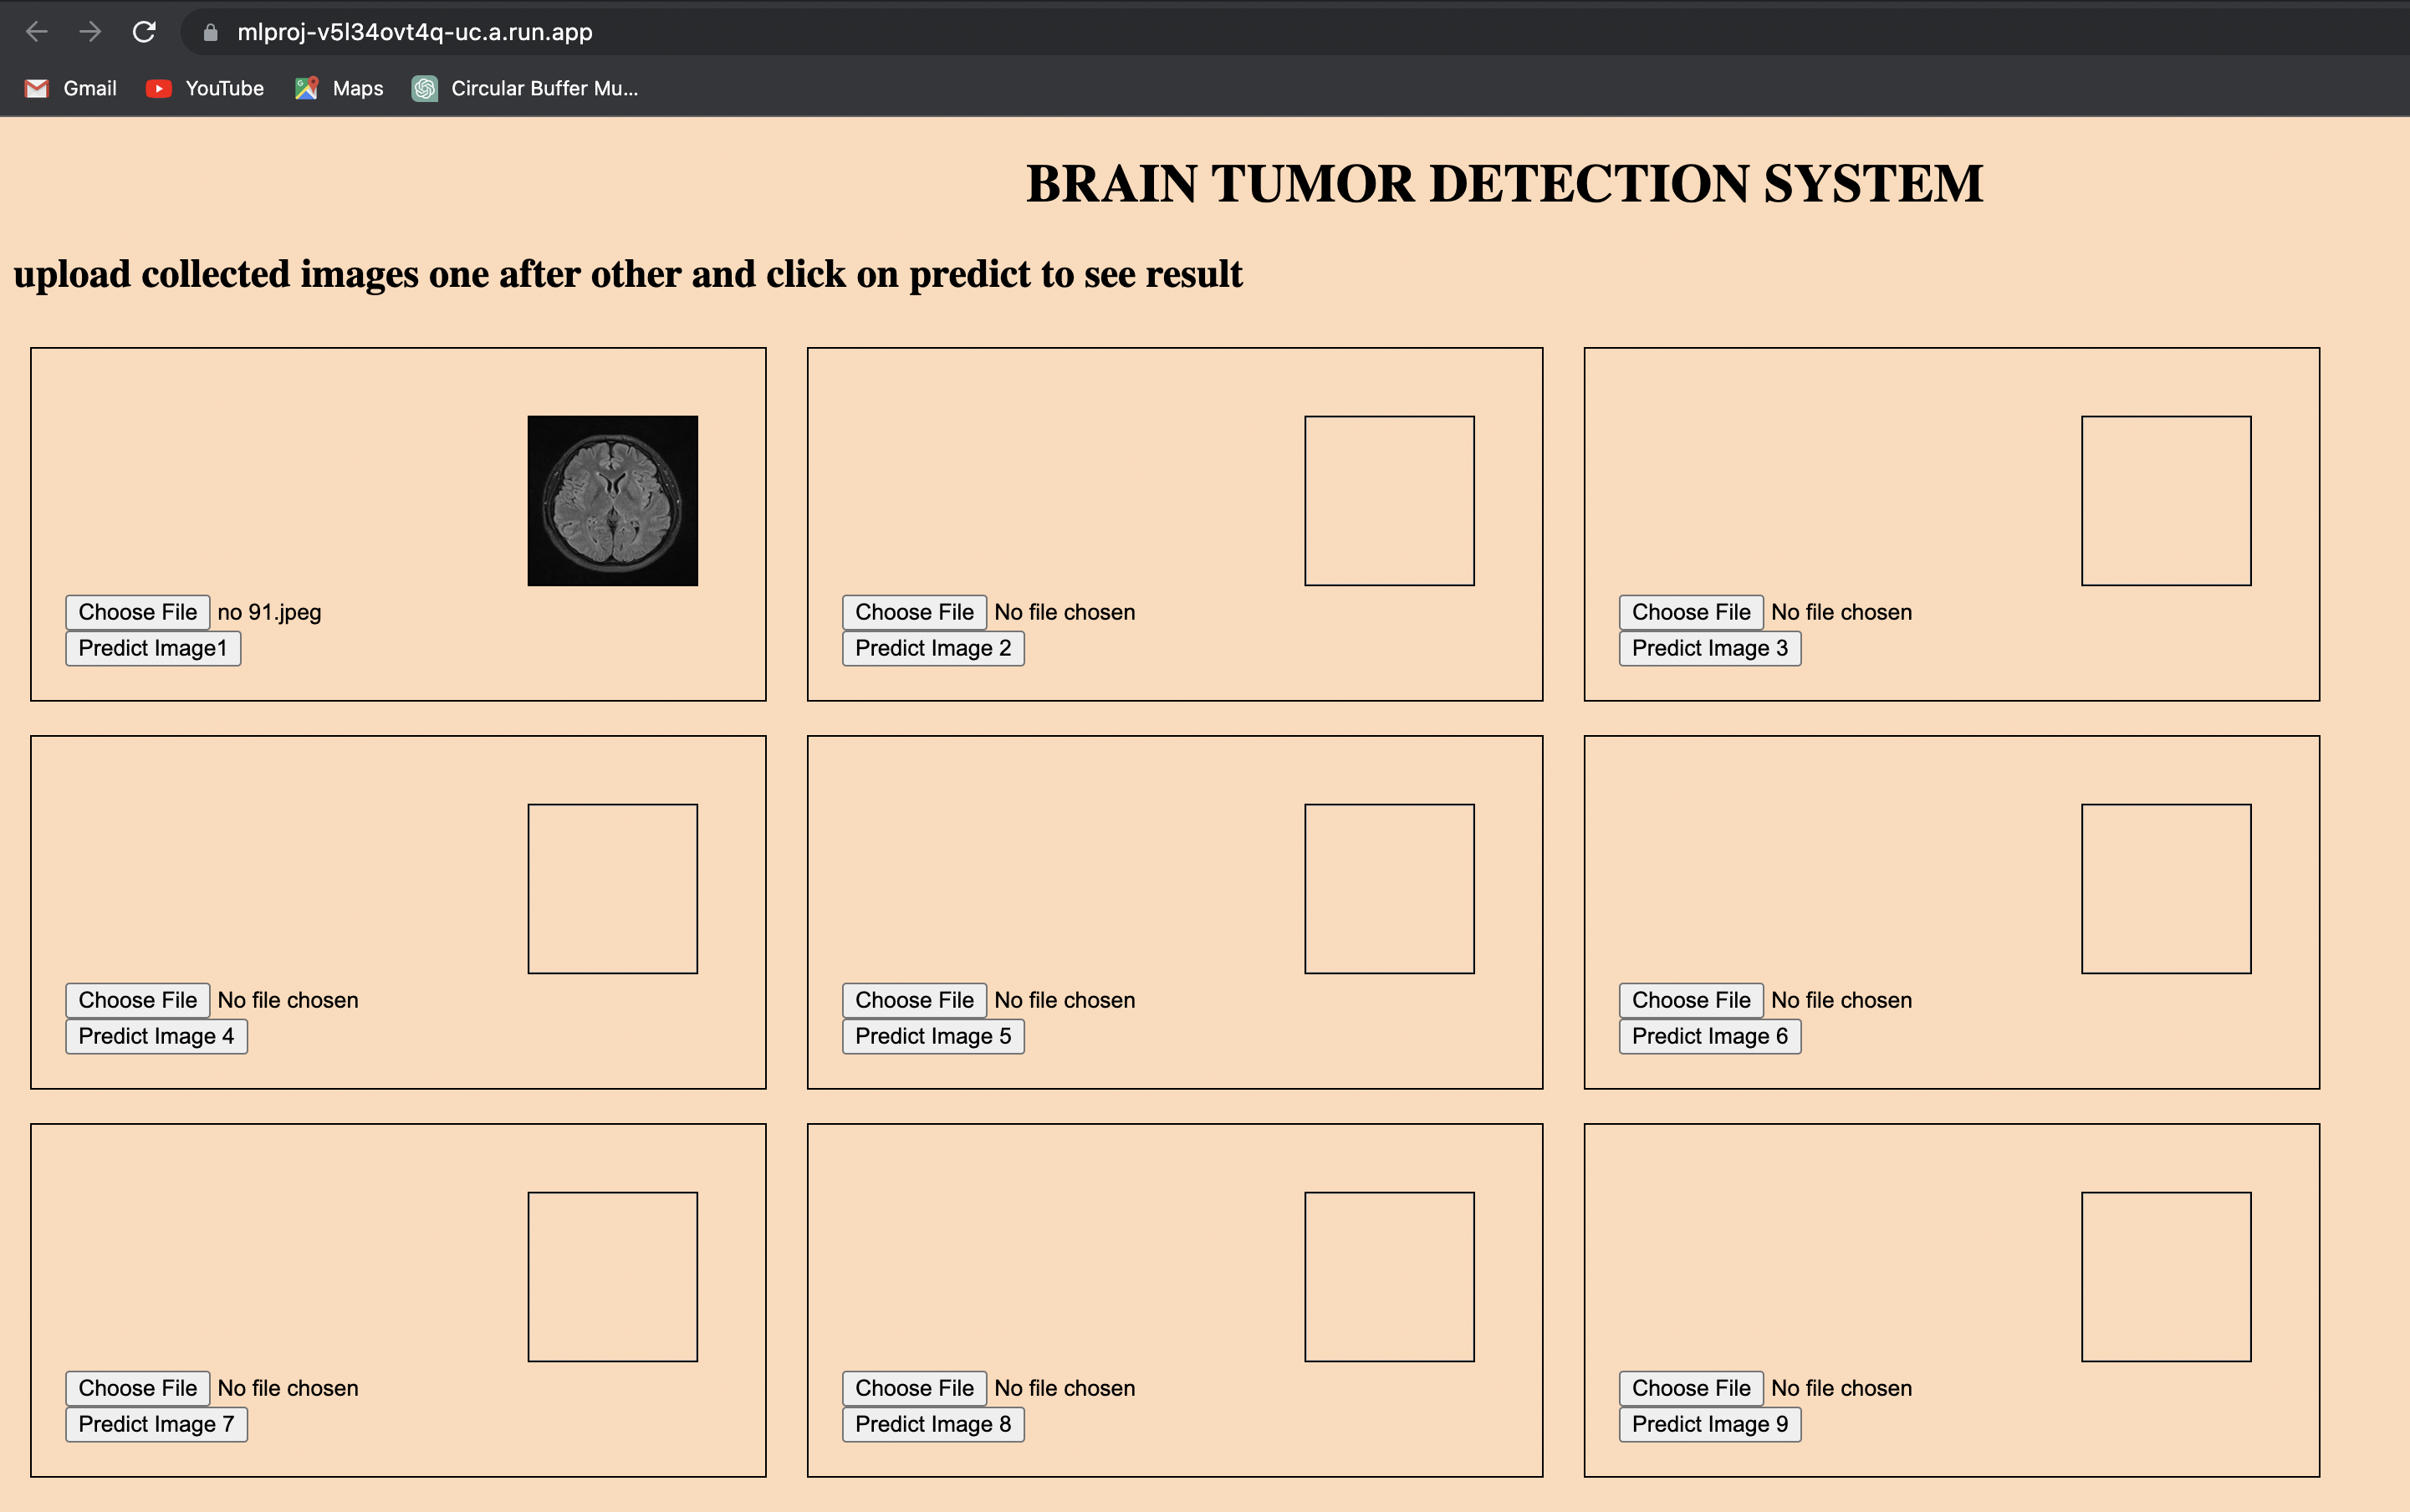 mlproj-v5l34ovt4q-uc.a.run.app
Gmail YouTube Maps Circular Buffer Mu...
BRAIN TUMOR DETECTION SYSTEM
upload collected images one after other and click on predict to see result
Choose File no 91.jpeg
Predict Image1
Choose File No file chosen
Predict Image 2
Choose File No file chosen
Predict Image 3
Choose File No file chosen
Predict Image 4
Choose File No file chosen
Predict Image 5
Choose File No file chosen
Predict Image 6
Choose File No file chosen
Predict Image 7
Choose File No file chosen
Predict Image 8
Choose File No file chosen
Predict Image 9